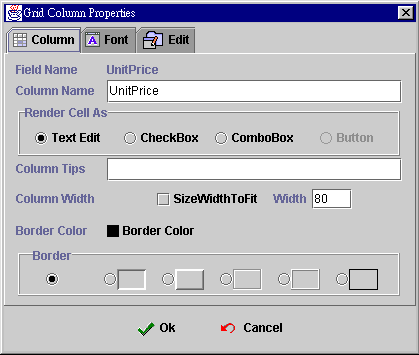 Grid Column Properties
Column Font Edit
Field Name UnitPrice
Column Name UnitPrice
Render Cell As
Text Edit CheckBox ComboBox Button
Column Tips
Column Width SizeWidthToFit Width 80
Border Color Border Color
Border
Ok Cancel